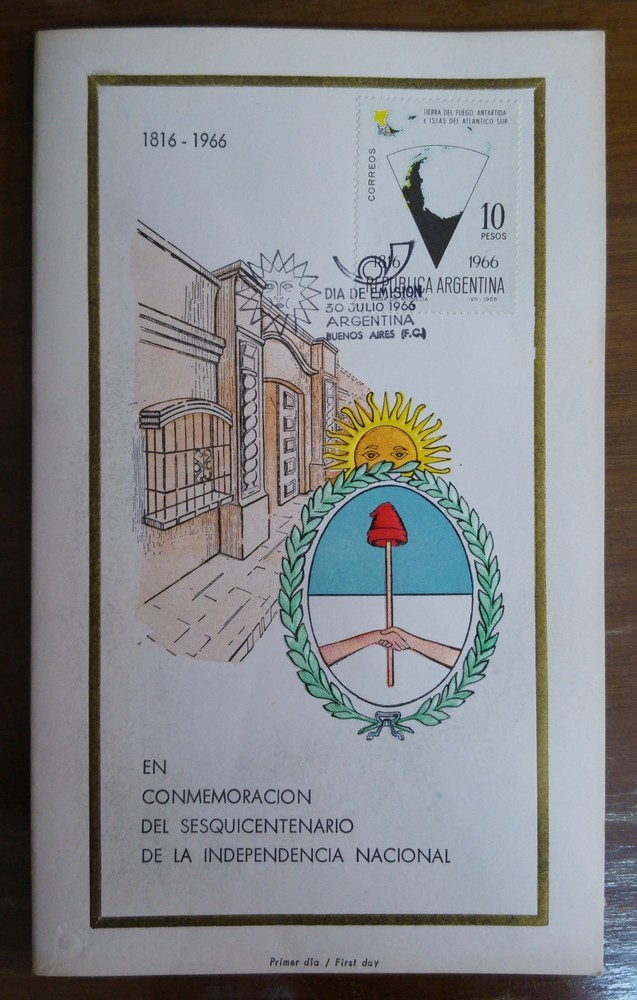 1816 - 1966
TIERRA DEL FUEGO ANTARTIDA
E ISLAS DEL ATLANTICO SUR
CORREOS
10
PESOS
1816 1966
REPUBLICA ARGENTINA
VII - 1966
DIA DE EMISION
30 JULIO 1966
ARGENTINA
BUENOS AIRES (F.C.)
EN
CONMEMORACION
DEL SESQUICENTENARIO
DE LA INDEPENDENCIA NACIONAL
Primer día / First day